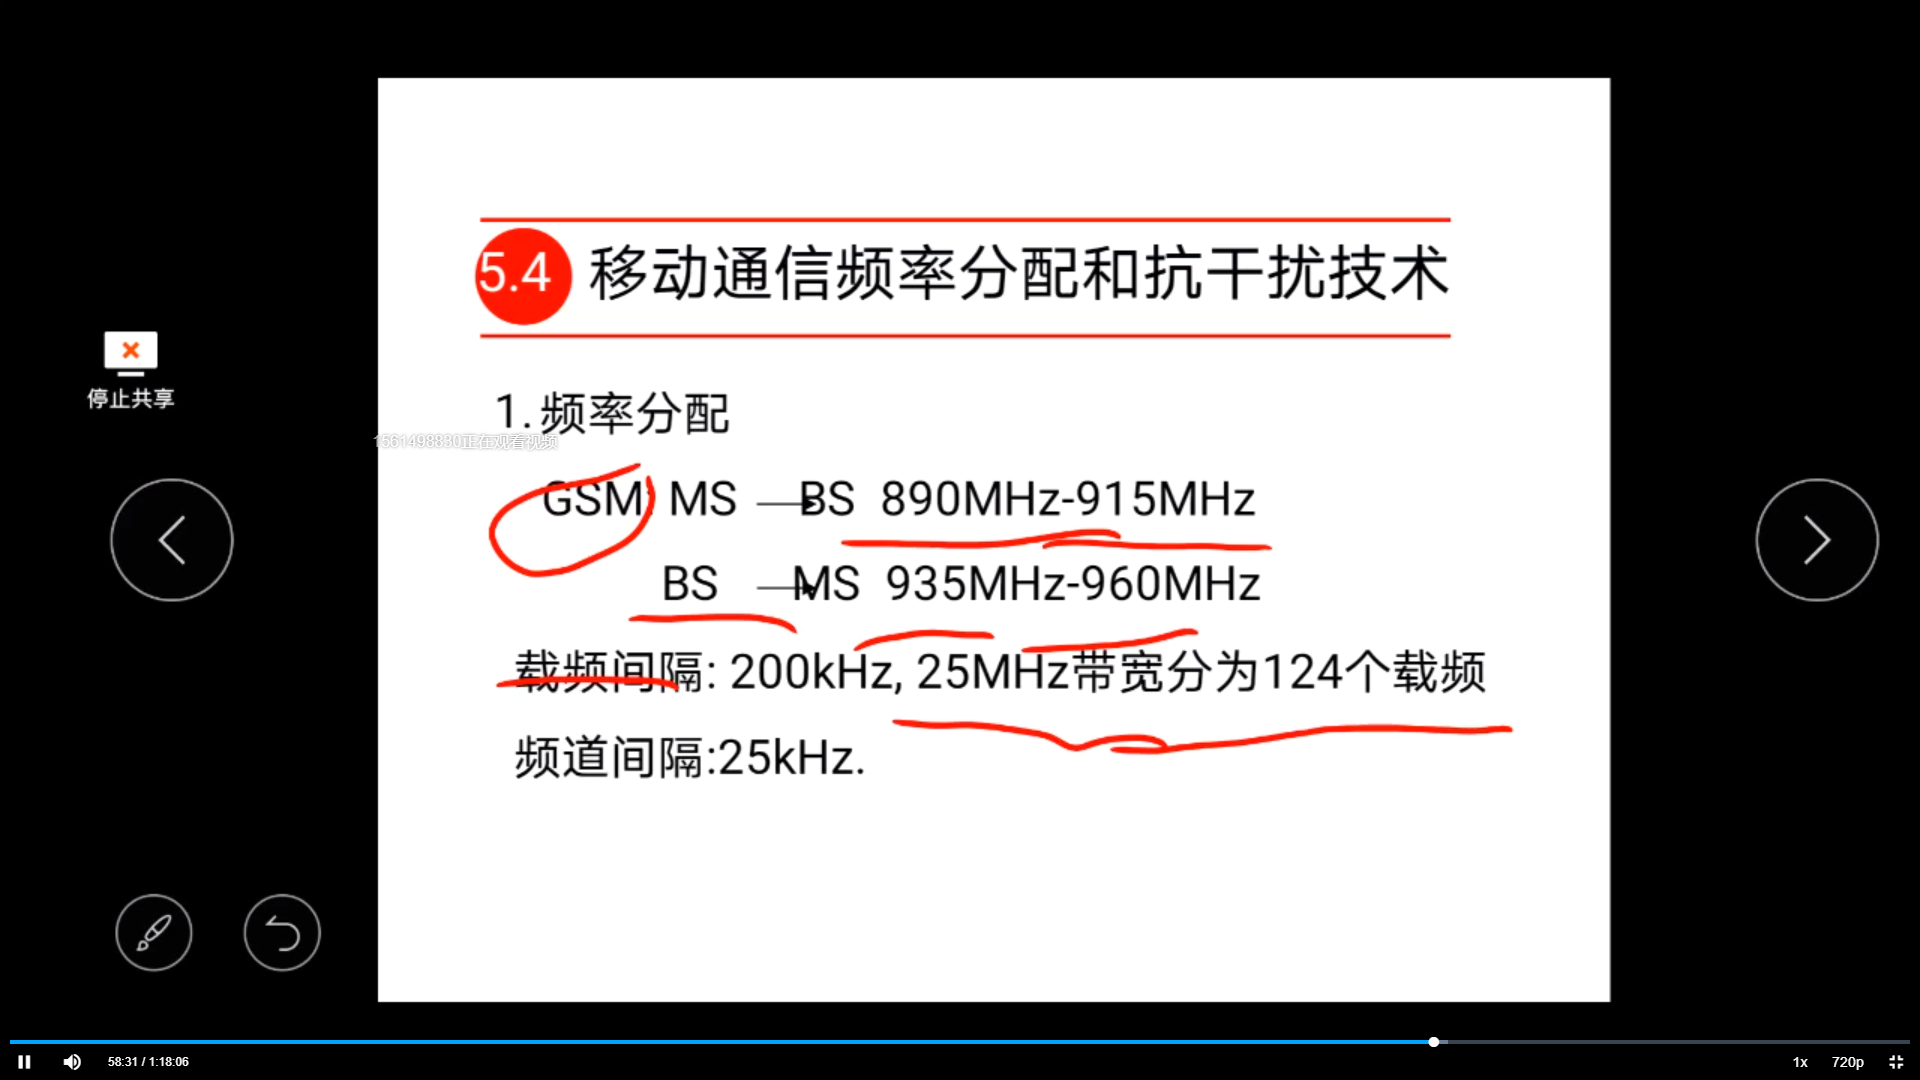 5.4 移动通信频率分配和抗干扰技术
停止共享
1.频率分配
1561498830正在观看视频
GSM MS BS 890MHz-915MHz
BS MS 935MHz-960MHz
载频间隔: 200kHz, 25MHz带宽分为124个载频
频道间隔:25kHz.
58:31 / 1:18:06
1x
720p